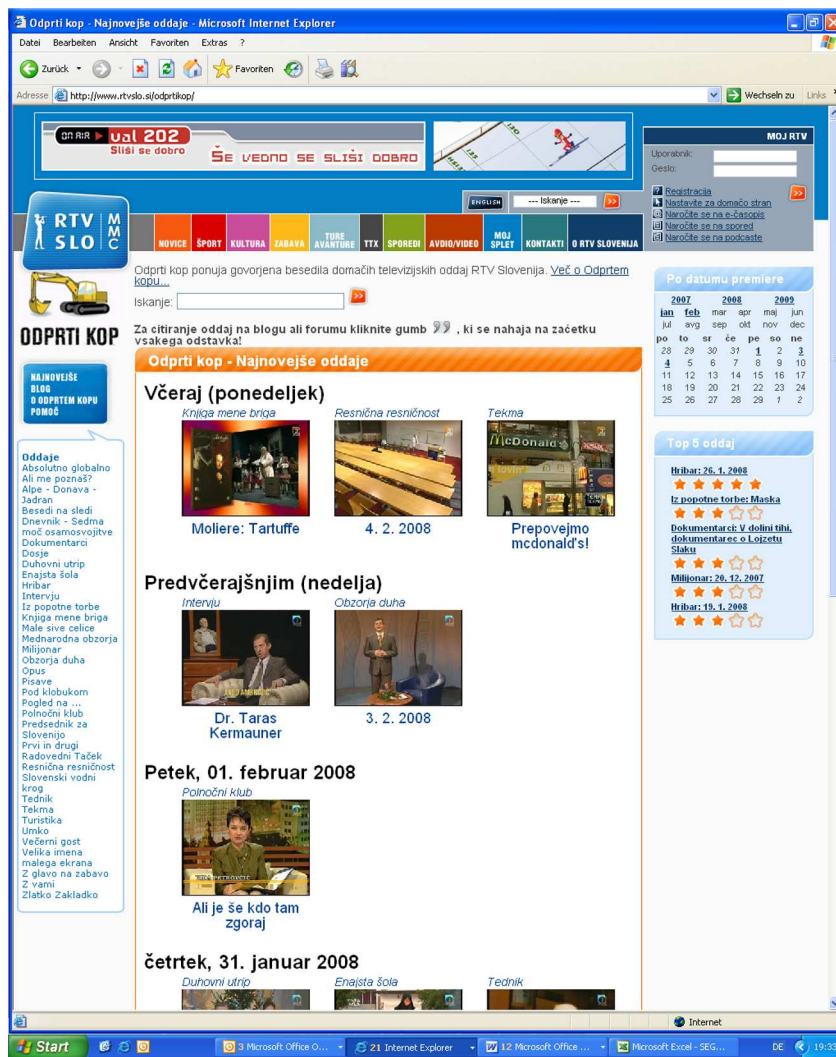 Odprti kop - Najnovejše oddaje - Microsoft Internet Explorer
Datei Bearbeiten Ansicht Favoriten Extras ?
Zurück Favoriten
Adresse http://www.rtvslo.si/odprtikop/ Wechseln zu Links
ON AIR val 202
Sliši se dobro
ŠE VEDNO SE SLIŠI DOBRO
MOJ RTV
Uporabnik:
Geslo:
Registracija
Nastavite za domačo stran
Naročite se na e-časopis
Naročite se na spored
Naročite se na podcaste
ENGLISH --- Iskanje ---
RTV SLO MMC
NOVICE ŠPORT KULTURA ZABAVA TURE AVANTURE TTX SPOREDI AVDIO/VIDEO MOJ SPLET KONTAKTI O RTV SLOVENIJA
ODPRTI KOP
Odprti kop ponuja govorjena besedila domačih televizijskih oddaj RTV Slovenija. Več o Odprtem
kopu...
Iskanje:
Za citiranje oddaj na blogu ali forumu kliknite gumb , ki se nahaja na začetku
vsakega odstavka!
NAJNOVEJŠE
BLOG
O ODPRTEM KOPU
POMOČ
Oddaje
Absolutno globalno
Ali me poznaš?
Alpe - Donava -
Jadran
Besedi na sledi
Dnevnik - Sedma
moč osamosvojitve
Dokumentarci
Dosje
Duhovni utrip
Enajsta šola
Hribar
Intervju
Iz popotne torbe
Knjiga mene briga
Male sive celice
Mednarodna obzorja
Milijonar
Obzorja duha
Opus
Pisave
Pod klobukom
Pogled na ...
Polnočni klub
Predsednik za
Slovenijo
Prvi in drugi
Radovedni Taček
Resnična resničnost
Slovenski vodni
krog
Tednik
Tekma
Turistika
Umko
Večerni gost
Velika imena
malega ekrana
Z glavo na zabavo
Z vami
Zlatko Zakladko
Odprti kop - Najnovejše oddaje
Včeraj (ponedeljek)
Knjiga mene briga Resnična resničnost Tekma
McDonald's
Moliere: Tartuffe 4. 2. 2008 Prepovejmo
mcdonald's!
Predvčerajšnjim (nedelja)
Intervju Obzorja duha
Dr. Taras
Kermauner
3. 2. 2008
Petek, 01. februar 2008
Polnočni klub
Ali je še kdo tam
zgoraj
četrtek, 31. januar 2008
Duhovni utrip Enajsta šola Tednik
Po datumu premiere
2007 2008 2009
jan feb mar apr maj jun
jul avg sep okt nov dec
po to sr če pe so ne
28 29 30 31 1 2 3
4 5 6 7 8 9 10
11 12 13 14 15 16 17
18 19 20 21 22 23 24
25 26 27 28 29 1 2
Top 5 oddaj
Hribar: 26. 1. 2008
Iz popotne torbe: Maska
Dokumentarci: V dolini tihi,
dokumentarec o Lojzetu
Slaku
Milijonar: 20. 12. 2007
Hribar: 19. 1. 2008
Internet
Start 3 Microsoft Office O... 21 Internet Explorer 12 Microsoft Office ... Microsoft Excel - SEG... DE